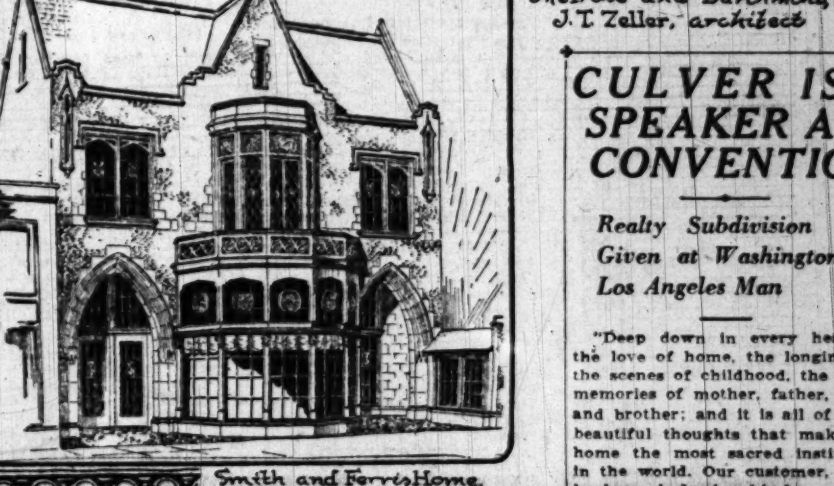 J.T. Zeller, architect
Smith and Ferris Home
CULVER IS
SPEAKER A
CONVENTIO
Realty Subdivision
Given at Washington
Los Angeles Man
"Deep down in every hea
the love of home, the longin
the scenes of childhood, the
memories of mother, father,
and brother; and it is all of
beautiful thoughts that mak
home the most sacred insti
in the world. Our customer,